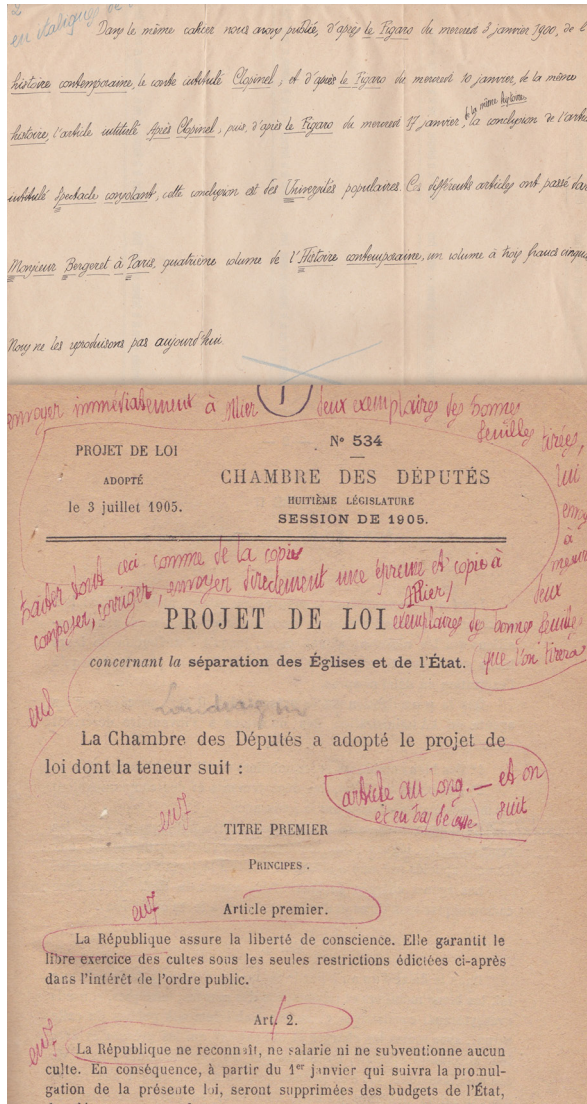 2
en italiques de
Dans le même cahier nous avons publié, d'après le Figaro du mercredi 3 janvier 1900, de l'
histoire contemporaine, le conte intitulé Clopinel ; et d'après le Figaro du mercredi 10 janvier, de la même
histoire, l'article intitulé Après Clopinel ; puis, d'après le Figaro du mercredi 17 janvier, de la même histoire, la conclusion de l'artic
intitulé Spectacle consolant, cette conclusion est des Universités populaires. Ces différents articles ont passé dan
Monsieur Bergeret à Paris, quatrième volume de l'Histoire contemporaine, un volume à trois francs cinqua
Nous ne les reproduisons pas aujourd'hui.
envoyer immédiatement à Allier 1 deux exemplaires des bonnes
feuilles tirées,
lui
envoyer
à
mesure
deux
exemplaires des bonnes feuilles
que l'on tirera
PROJET DE LOI
ADOPTÉ
le 3 juillet 1905.
N° 534
CHAMBRE DES DÉPUTÉS
HUITIÈME LÉGISLATURE
SESSION DE 1905.
traiter tout ceci comme de la copie
composer, corriger, envoyer directement une épreuve et copie à
Allier /
PROJET DE LOI
concernant la séparation des Églises et de l'État.
La Chambre des Députés a adopté le projet de
loi dont la teneur suit :
article au long. — et on
et en bas de casse suit
TITRE PREMIER
PRINCIPES.
Article premier.
La République assure la liberté de conscience. Elle garantit le
libre exercice des cultes sous les seules restrictions édictées ci-après
dans l'intérêt de l'ordre public.
Art. 2.
La République ne reconnaît, ne salarie ni ne subventionne aucun
culte. En conséquence, à partir du 1er janvier qui suivra la promul-
gation de la présente loi, seront supprimées des budgets de l'État,